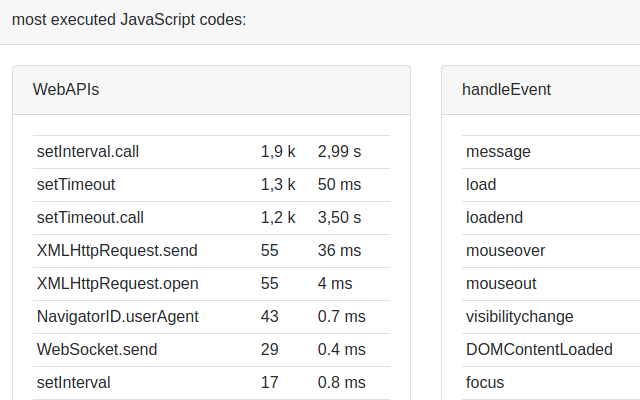 most executed JavaScript codes:
WebAPIs
setInterval.call 1,9 k 2,99 s
setTimeout 1,3 k 50 ms
setTimeout.call 1,2 k 3,50 s
XMLHttpRequest.send 55 36 ms
XMLHttpRequest.open 55 4 ms
NavigatorID.userAgent 43 0.7 ms
WebSocket.send 29 0.4 ms
setInterval 17 0.8 ms
handleEvent
message
load
loadend
mouseover
mouseout
visibilitychange
DOMContentLoaded
focus